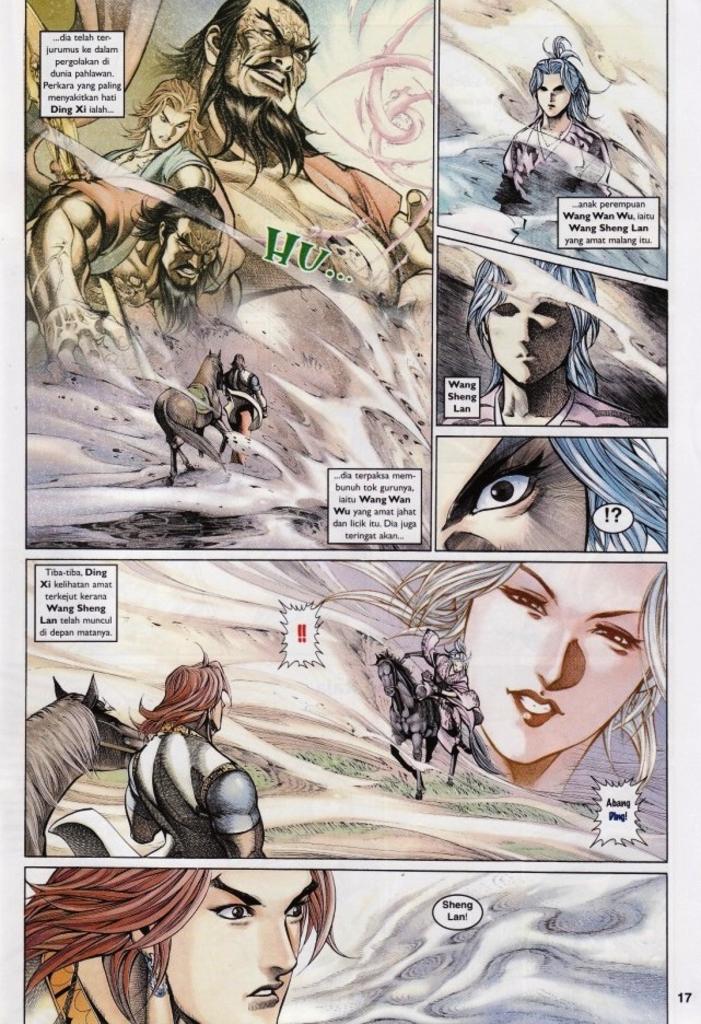 ...dia telah ter-
jurumus ke dalam
pergolakan di
dunia pahlawan.
Perkara yang paling
menyakitkan hati
Ding Xi ialah...
HU...
...dia terpaksa mem-
bunuh tok gurunya,
iaitu Wang Wan
Wu yang amat jahat
dan licik itu. Dia juga
teringat akan...
...anak perempuan
Wang Wan Wu, iaitu
Wang Sheng Lan
yang amat malang itu.
Wang
Sheng
Lan
!?
Tiba-tiba, Ding
Xi kelihatan amat
terkejut kerana
Wang Sheng
Lan telah muncul
di depan matanya.
!!
Abang
Ding!
Sheng
Lan!
17